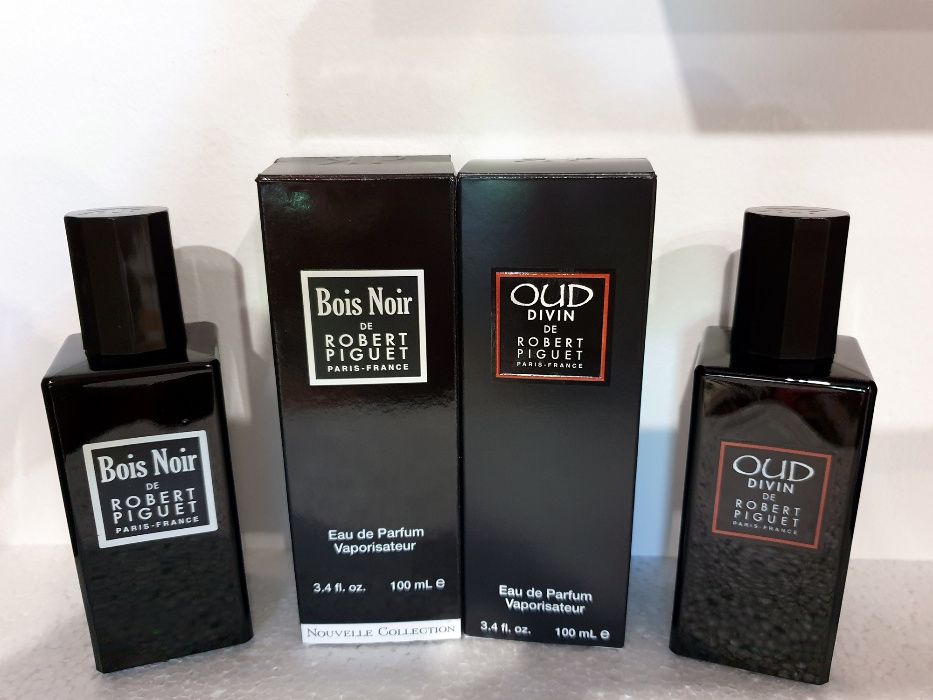 Bois Noir
DE
ROBERT
PIGUET
PARIS-FRANCE
Bois Noir
DE
ROBERT
PIGUET
PARIS-FRANCE
Eau de Parfum
Vaporisateur
3.4 fl. oz. 100 mL e
NOUVELLE COLLECTION
OUD
DIVIN
DE
ROBERT
PIGUET
PARIS-FRANCE
Eau de Parfum
Vaporisateur
3.4 fl. oz. 100 mL e
OUD
DIVIN
DE
ROBERT
PIGUET
PARIS-FRANCE